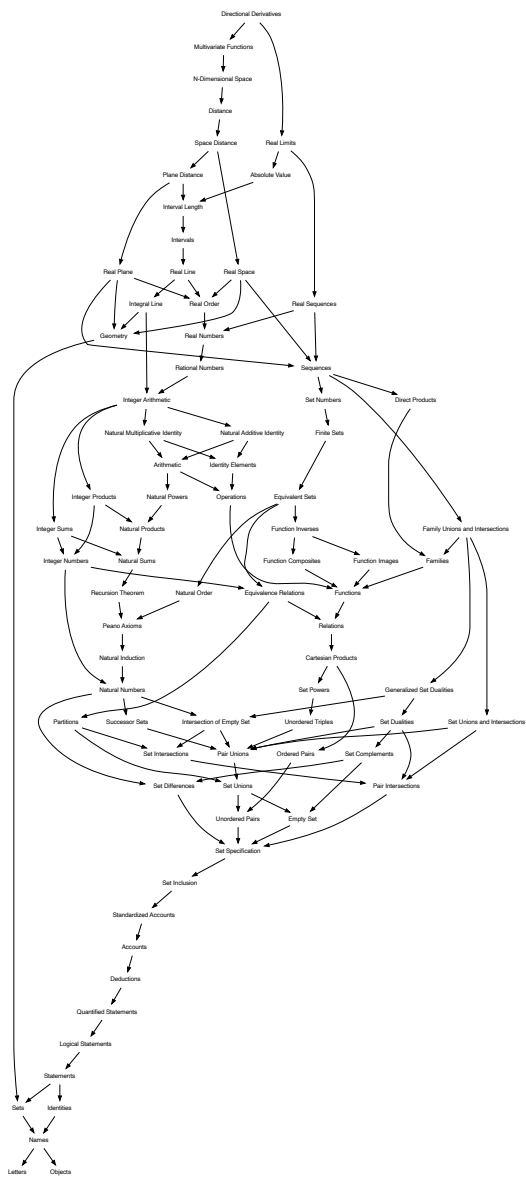 Directional Derivatives
Multivariate Functions
N-Dimensional Space
Distance
Space Distance
Real Limits
Plane Distance
Absolute Value
Interval Length
Intervals
Real Plane
Real Line
Real Space
Integral Line
Real Order
Real Sequences
Geometry
Real Numbers
Rational Numbers
Sequences
Integer Arithmetic
Set Numbers
Direct Products
Natural Multiplicative Identity
Natural Additive Identity
Finite Sets
Arithmetic
Identity Elements
Integer Products
Natural Powers
Operations
Equivalent Sets
Integer Sums
Natural Products
Function Inverses
Family Unions and Intersections
Integer Numbers
Natural Sums
Function Composites
Function Images
Families
Recursion Theorem
Natural Order
Equivalence Relations
Functions
Peano Axioms
Relations
Natural Induction
Cartesian Products
Natural Numbers
Set Powers
Generalized Set Dualities
Partitions
Successor Sets
Intersection of Empty Set
Unordered Triples
Set Dualities
Set Unions and Intersections
Set Intersections
Pair Unions
Ordered Pairs
Set Complements
Set Differences
Set Unions
Pair Intersections
Unordered Pairs
Empty Set
Set Specification
Set Inclusion
Standardized Accounts
Accounts
Deductions
Quantified Statements
Logical Statements
Statements
Sets
Identities
Names
Letters
Objects